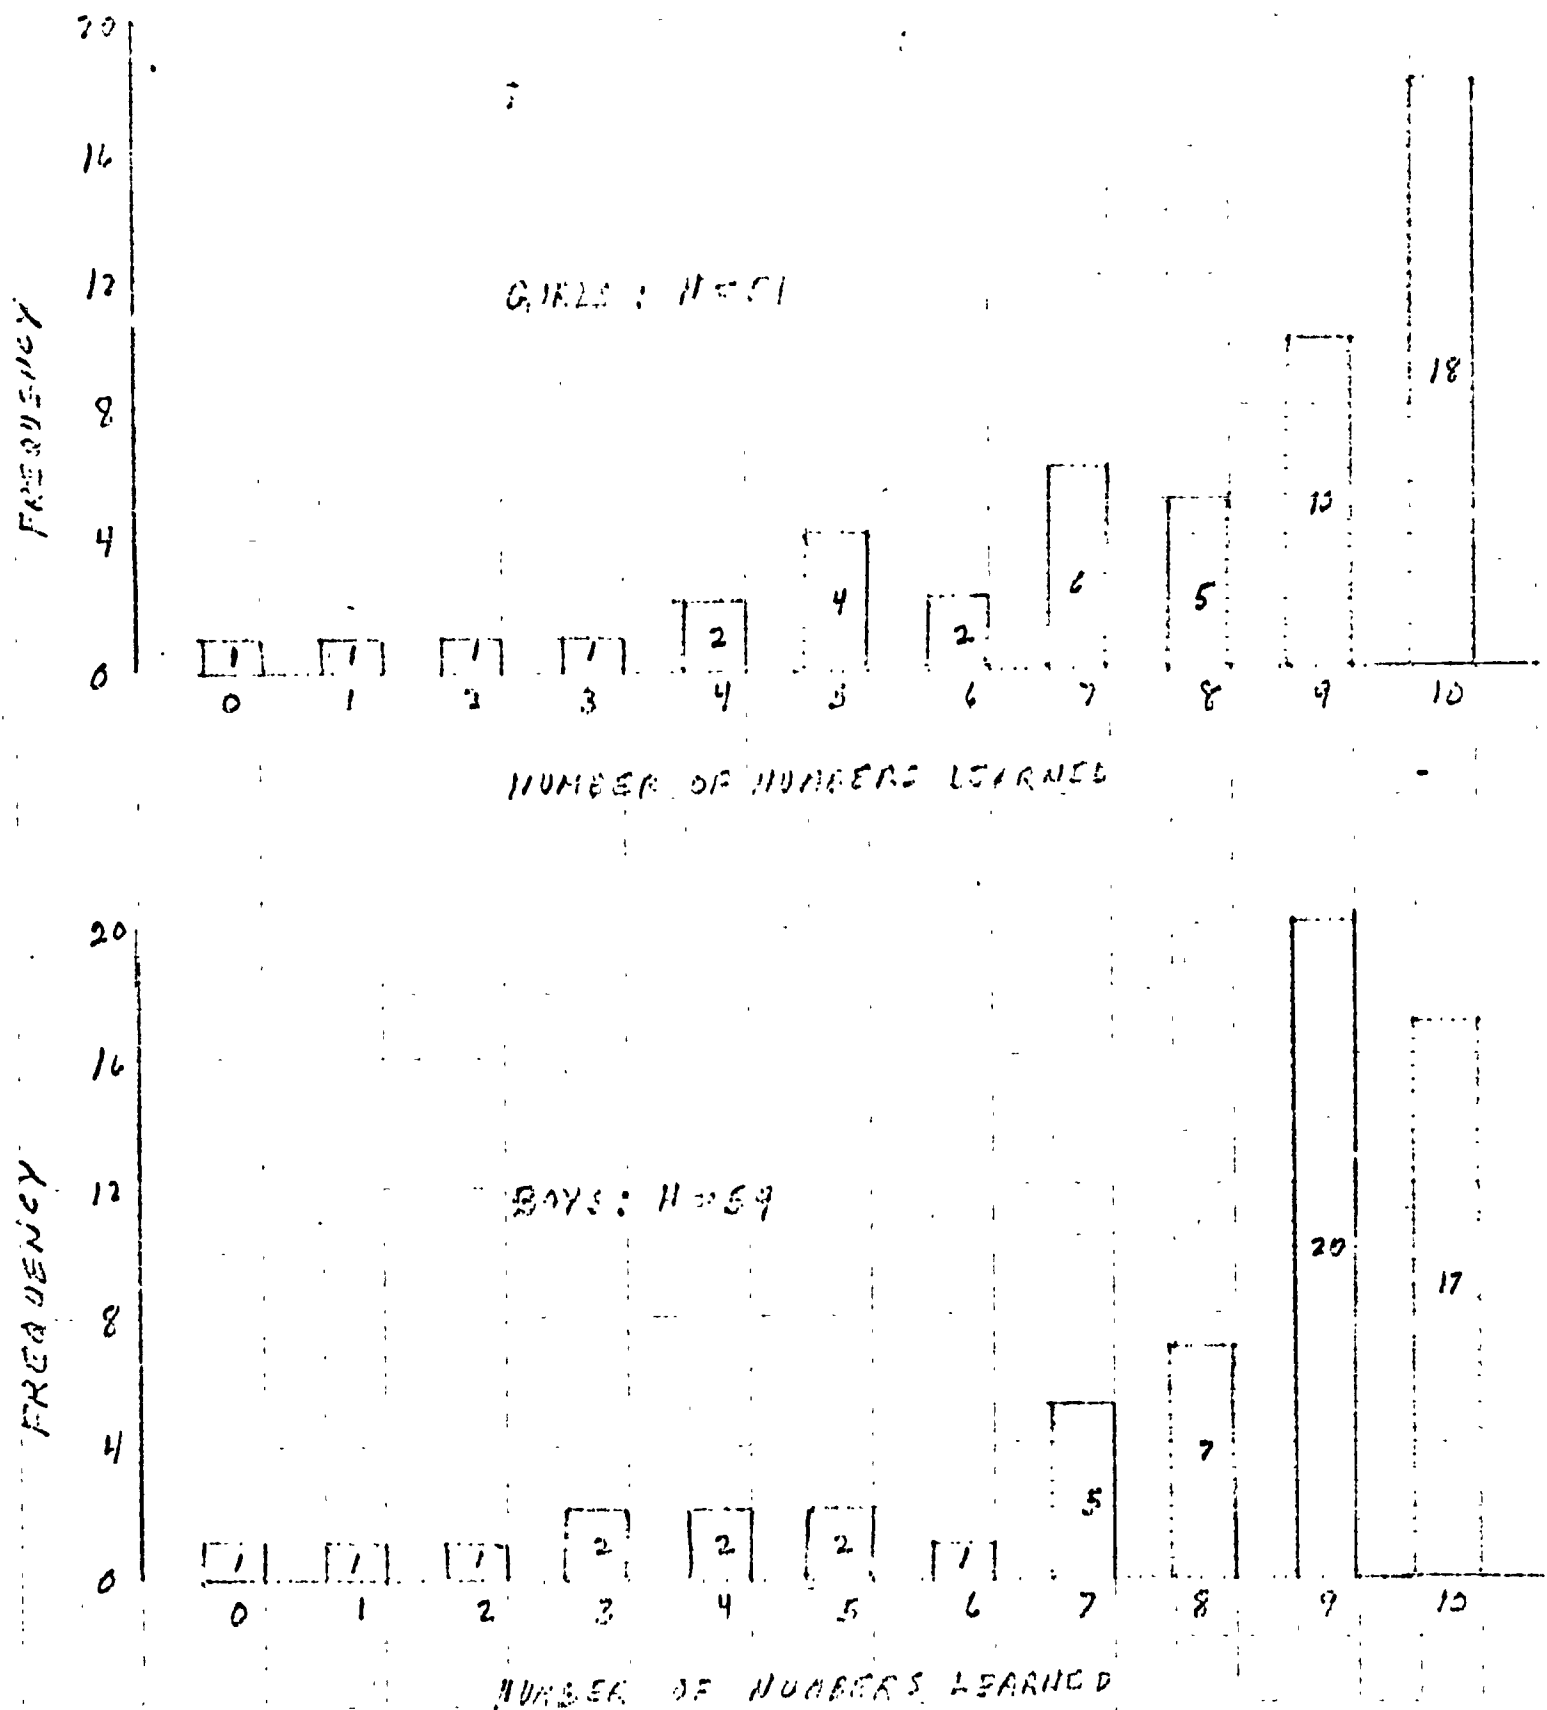 20
16
12
8
4
0
FREQUENCY
GIRLS: N=51
1 1 1 1 2 4 2 6 5 10 18
0 1 2 3 4 5 6 7 8 9 10
NUMBER OF NUMBERS LEARNED
20
16
12
8
4
0
FREQUENCY
BOYS: N=59
1 1 1 2 2 2 1 5 7 20 17
0 1 2 3 4 5 6 7 8 9 10
NUMBER OF NUMBERS LEARNED